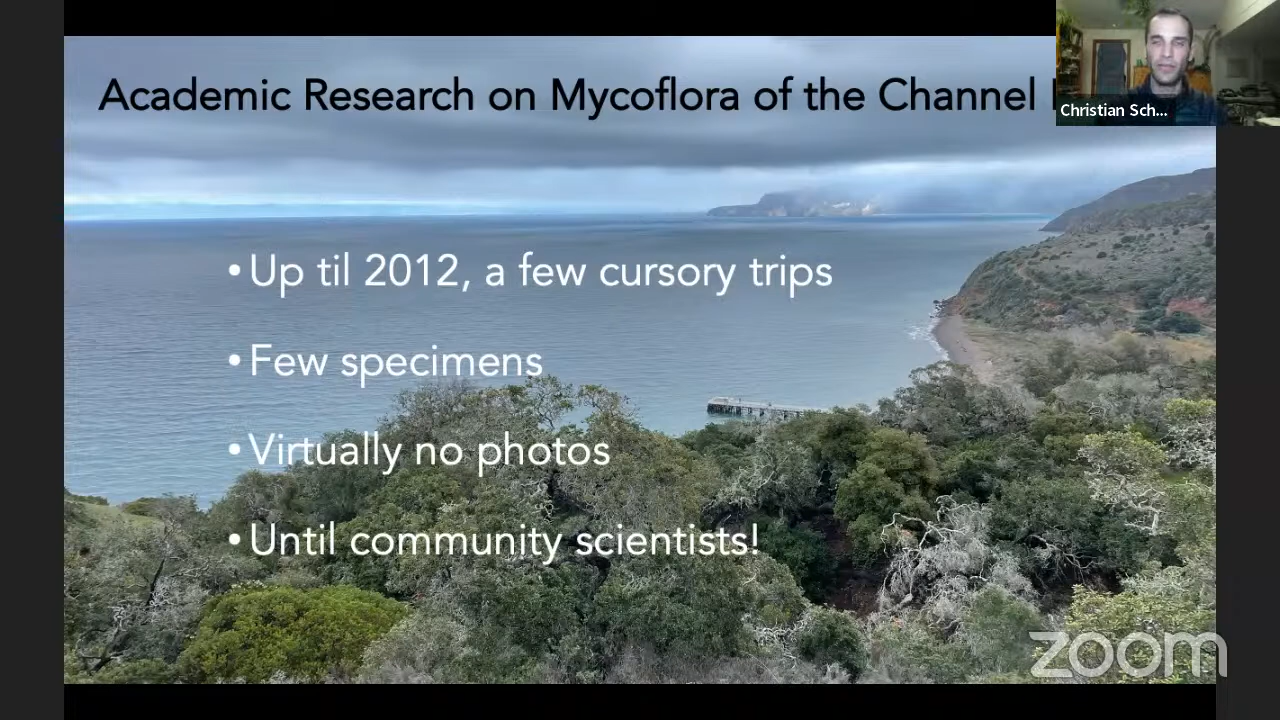 Academic Research on Mycoflora of the Channel
Christian Sch...
• Up til 2012, a few cursory trips
• Few specimens
• Virtually no photos
• Until community scientists!
zoom